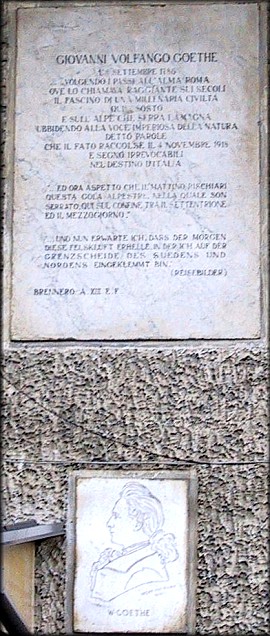 GIOVANNI VOLFANGO GOETHE
L'8 SETTEMBRE 1786
VOLGENDO I PASSI ALL'ALMA ROMA
OVE LO CHIAMAVA RAGGIANTE SUI SECOLI
IL FASCINO DI UNA MILLENARIA CIVILTÀ
QUI SOSTÒ
E SULL'ALPE CHE SERRA LAMAGNA
UBBIDENDO ALLA VOCE IMPERIOSA DELLA NATURA
DETTÒ PAROLE
CHE IL FATO RACCOLSE IL 4 NOVEMBRE 1918
E SEGNÒ IRREVOCABILI
NEL DESTINO D'ITALIA
"..ED ORA ASPETTO CHE IL MATTINO RISCHIARI
QUESTA GOLA ALPESTRE, NELLA QUALE SON
SERRATO, QUI SUL CONFINE TRA IL SETTENTRIONE
ED IL MEZZOGIORNO."
"...UND NUN ERWARTE ICH, DASS DER MORGEN
DIESE FELSKLUFT ERHELLE, IN DER ICH AUF DER
GRENZSCHEIDE DES SUEDENS UND
NORDENS EINGEKLEMMT BIN."
(REISEBILDER)
BRENNERO A. XII E.F.
W. GOETHE